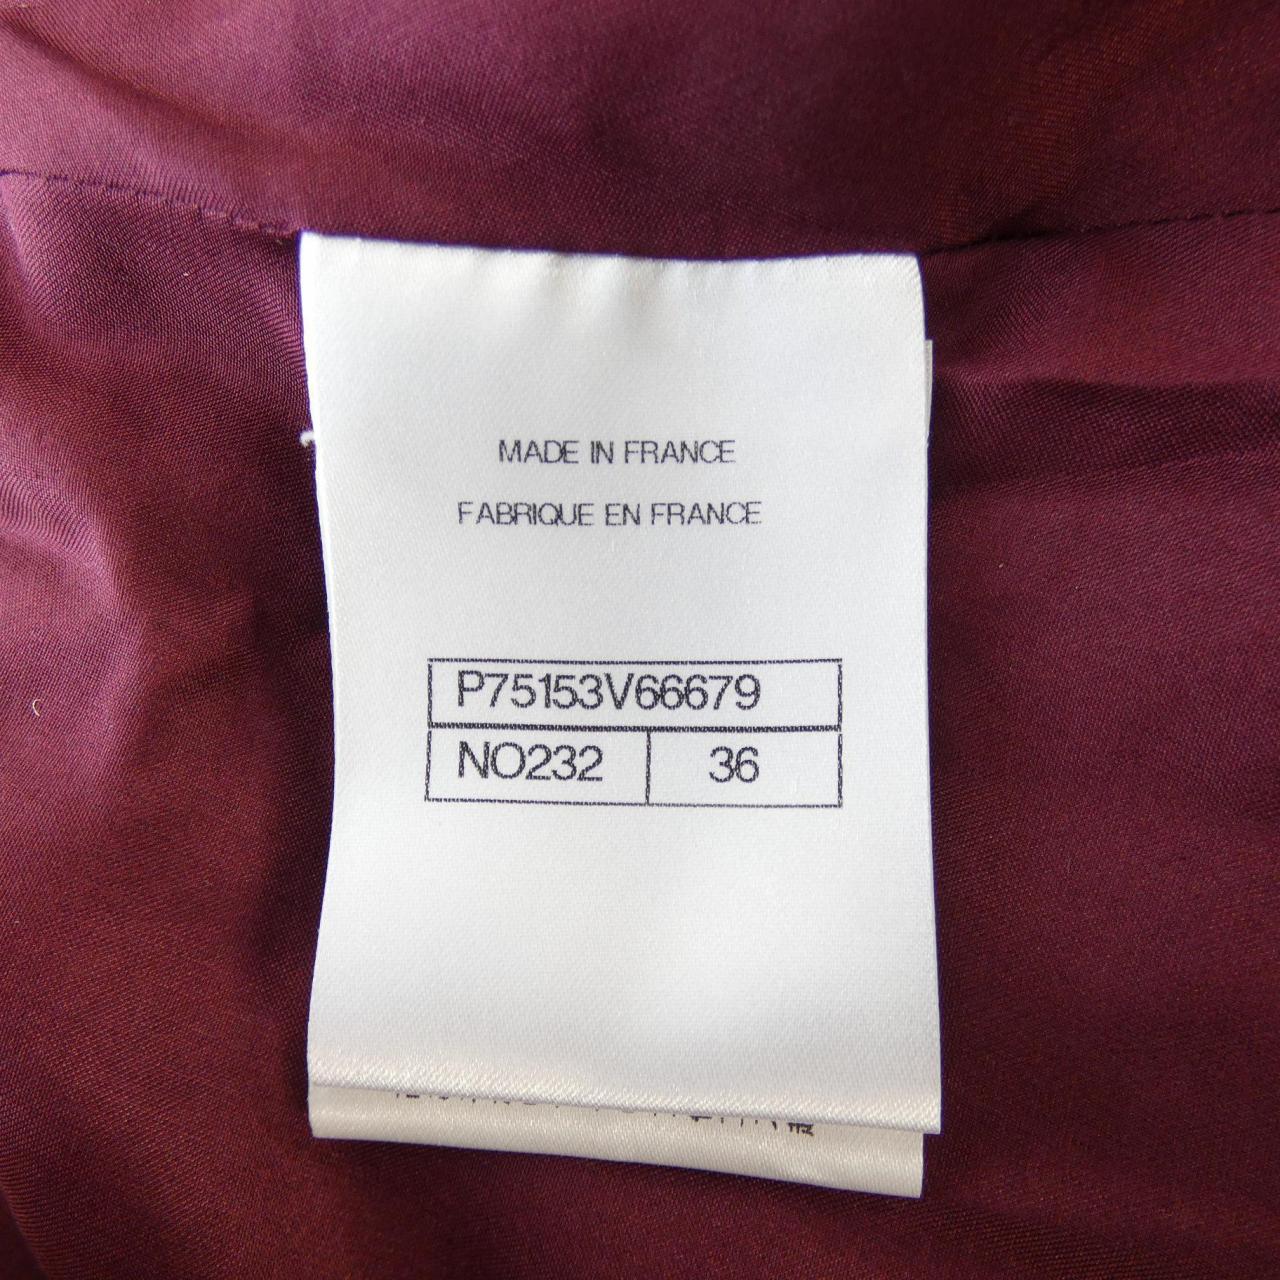 MADE IN FRANCE
FABRIQUE EN FRANCE
P75153V66679
NO232 36